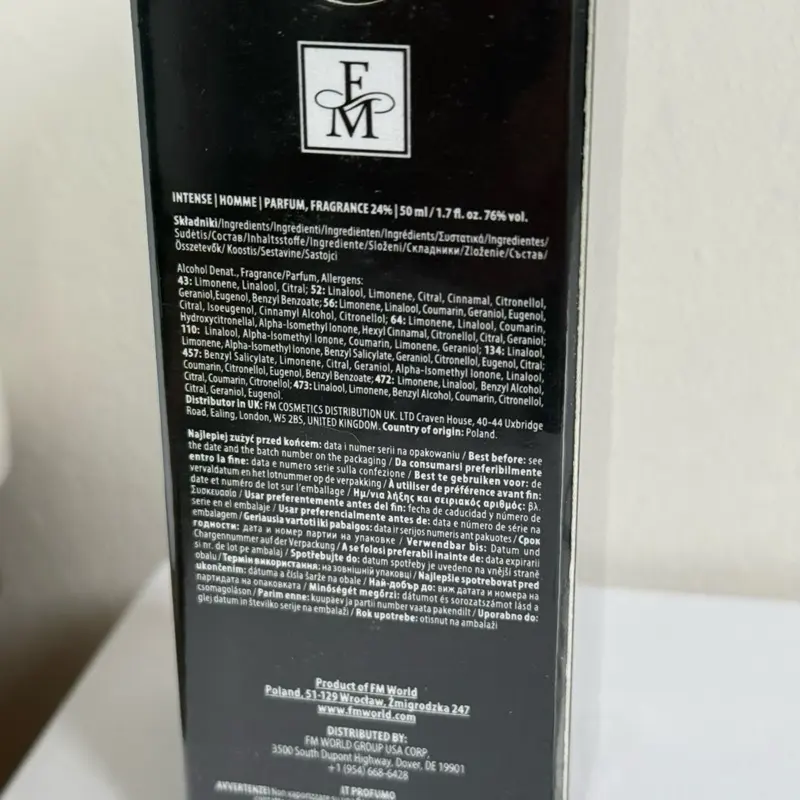 FM
INTENSE | HOMME | PARFUM, FRAGRANCE 24% | 50 ml / 1.7 fl. oz. 76% vol.
Składniki/Ingredients/Ingredienti/Ingrediënten/Ingrédients/Συστατικά/Ingredientes/
Sudėtis/Состав/Inhaltsstoffe/Ingrediente/Složení/Складники/Zloženie/Състав/
Összetevők/ Koostis/Sestavine/Sastojci
Alcohol Denat., Fragrance/Parfum, Allergens:
43: Limonene, Linalool, Citral; 52: Linalool, Limonene, Citral, Cinnamal, Citronellol,
Geraniol,Eugenol, Benzyl Benzoate; 56: Limonene, Linalool, Coumarin, Geraniol, Eugenol,
Citral, Isoeugenol, Cinnamyl Alcohol, Citronellol; 64: Limonene, Linalool, Coumarin,
Hydroxycitronellal, Alpha-Isomethyl Ionone, Hexyl Cinnamal, Citronellol, Citral, Geraniol;
110: Linalool, Alpha-Isomethyl Ionone, Coumarin, Limonene, Geraniol; 134: Linalool,
Limonene, Alpha-Isomethyl Ionone, Benzyl Salicylate, Geraniol, Citronellol, Eugenol, Citral;
457: Benzyl Salicylate, Limonene, Citral, Geraniol, Alpha-Isomethyl Ionone, Linalool,
Coumarin, Citronellol, Eugenol, Benzyl Benzoate; 472: Limonene, Linalool, Benzyl Alcohol,
Citral, Coumarin, Citronellol; 473: Linalool, Limonene, Benzyl Alcohol, Coumarin, Citronellol,
Citral, Geraniol, Eugenol.
Distributor in UK: FM COSMETICS DISTRIBUTION UK. LTD Craven House, 40-44 Uxbridge
Road, Ealing, London, W5 2BS, UNITED KINGDOM. Country of origin: Poland.
Najlepiej zużyć przed końcem: data i numer serii na opakowaniu / Best before: see
the date and the batch number on the packaging / Da consumarsi preferibilmente
entro la fine: data e numero serie sulla confezione / Best te gebruiken voor: de
vervaldatum en het lotnummer op de verpakking / À utiliser de préférence avant fin:
date et numéro de lot sur l'emballage / Ημ/νια λήξης και σειριακός αριθμός: βλ.
Συσκευασία / Usar preferentemente antes del fin: fecha de caducidad y número de
serie en el embalaje / Usar preferencialmente antes de: data e número de série na
embalagem / Geriausia vartoti iki pabaigos: data ir serijos numeris ant pakuotes / Срок
годности: дата и номер партии на упаковке / Verwendbar bis: Datum und
Chargennummer auf der Verpackung / A se folosi preferabil inainte de: data expirarii
si nr. de lot pe ambalaj / Spotřebujte do: datum spotřeby je uvedeno na vnější straně
obalu / Термін використання: на зовнішній упаковці / Najlepšie spotrebovať pred
ukončením: dátuma a čísla šarže na obale / Най-добър до: виж датата и номера на
партидата на опаковката / Minőségét megőrzi: dátumot és sorozatszámot lásd a
csomagoláson / Parim enne: kuupaev ja partii number vaata pakendilt / Uporabno do:
glej datum in številko serije na embalaži / Rok upotrebe: otisnut na ambalaži
Product of FM World
Poland, 51-129 Wrocław, Żmigrodzka 247
www.fmworld.com
DISTRIBUTED BY:
FM WORLD GROUP USA CORP.
3500 South Dupont Highway, Dover, DE 19901
+1 (954) 668-6428
AVVERTENZE! Non vaporizzare su IT PROFUMO